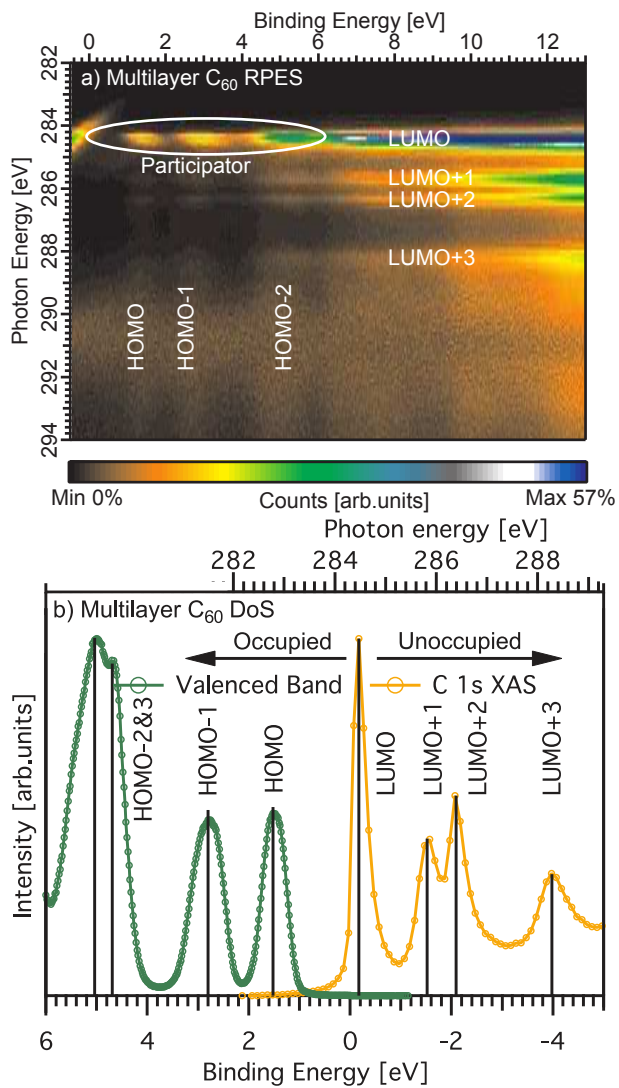 Binding Energy [eV]
0 2 4 6 8 10 12
a) Multilayer C60 RPES
Photon Energy [eV]
282
284
286
288
290
292
294
LUMO
Participator
LUMO+1
LUMO+2
LUMO+3
HOMO
HOMO-1
HOMO-2
Min 0% Counts [arb.units] Max 57%
Photon energy [eV]
282 284 286 288
b) Multilayer C60 DoS
Occupied Unoccupied
Valenced Band C 1s XAS
Intensity [arb.units]
HOMO-2&3
HOMO-1
HOMO
LUMO
LUMO+1
LUMO+2
LUMO+3
6 4 2 0 -2 -4
Binding Energy [eV]